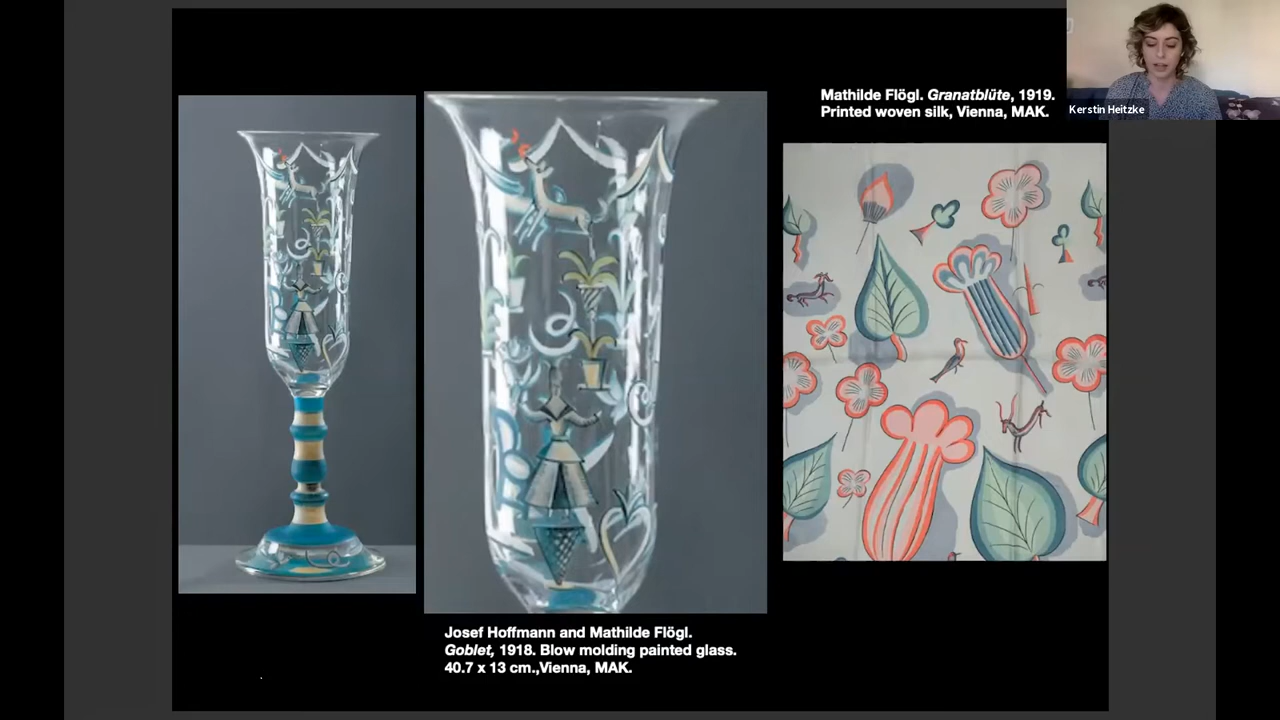 Mathilde Flögl. Granatblüte, 1919.
Printed woven silk, Vienna, MAK.
Kerstin Heitzke
Josef Hoffmann and Mathilde Flögl.
Goblet, 1918. Blow molding painted glass.
40.7 x 13 cm.,Vienna, MAK.